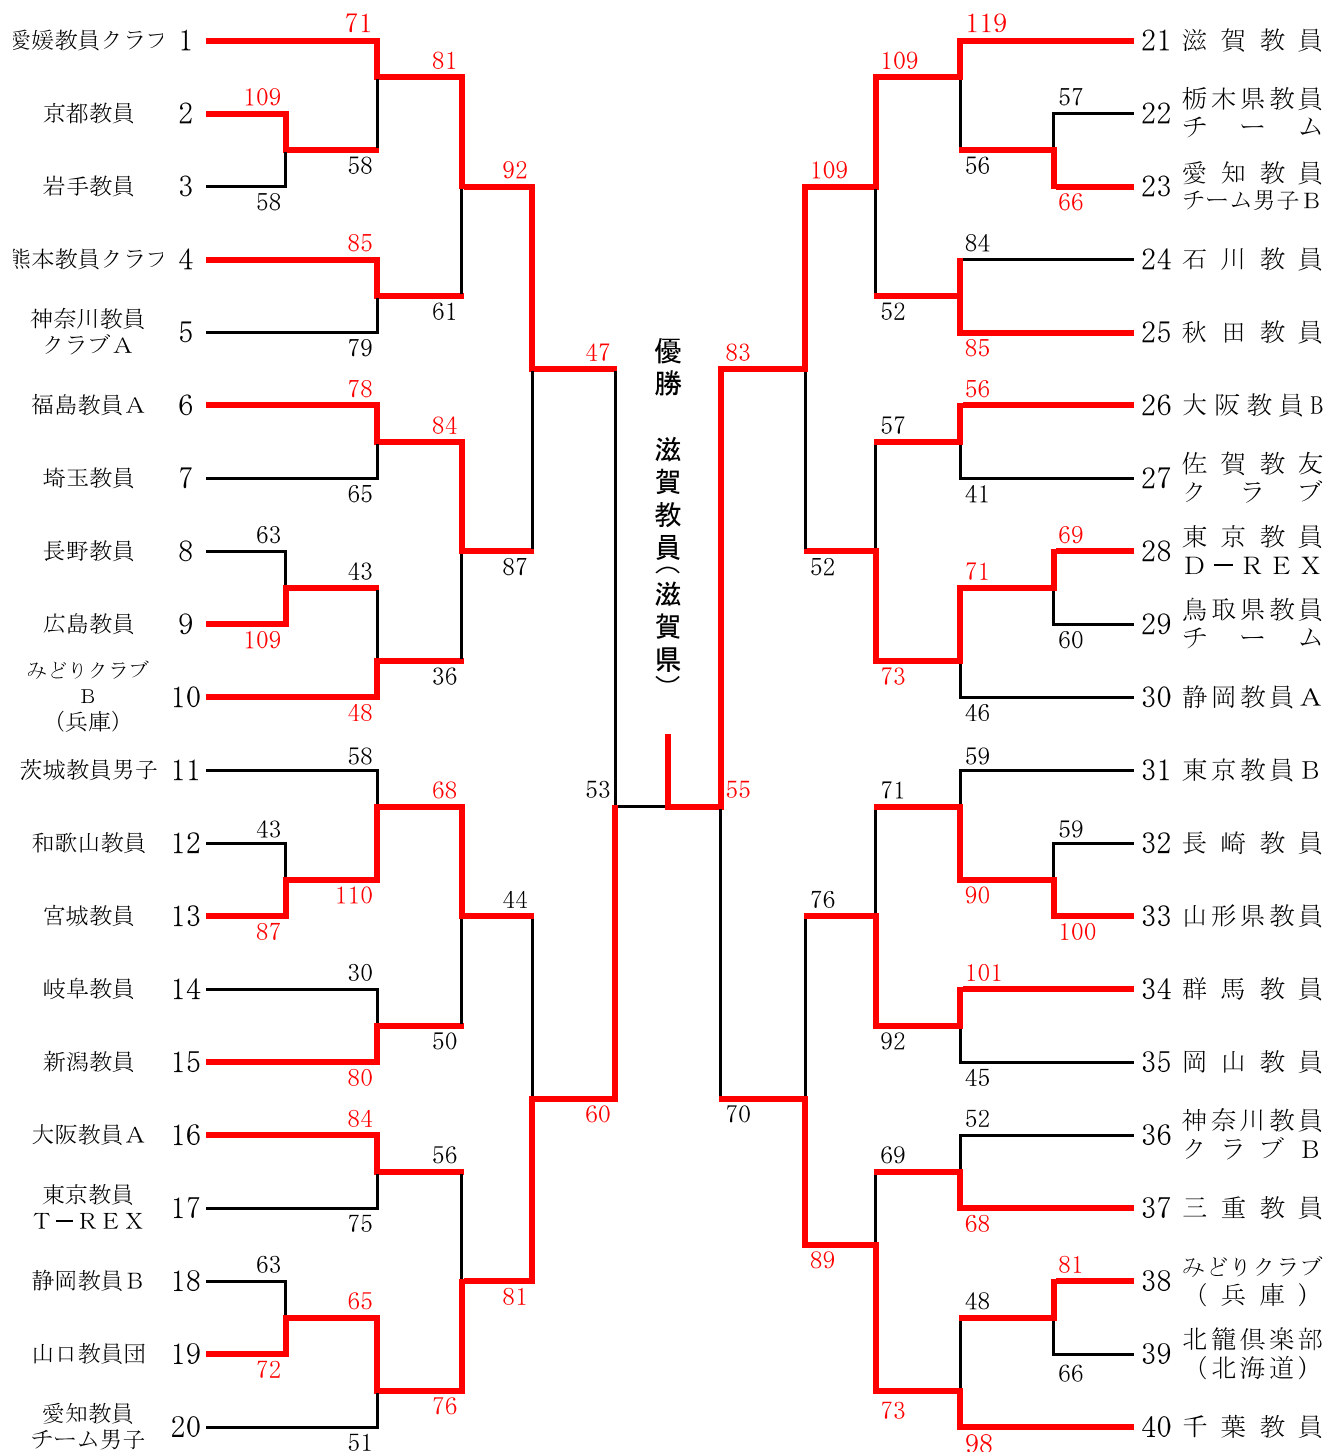 愛媛教員クラブ 1
京都教員 2
岩手教員 3
熊本教員クラブ 4
神奈川教員
クラブA 5
福島教員A 6
埼玉教員 7
長野教員 8
広島教員 9
みどりクラブ
B
(兵庫) 10
茨城教員男子 11
和歌山教員 12
宮城教員 13
岐阜教員 14
新潟教員 15
大阪教員A 16
東京教員
T-REX 17
静岡教員B 18
山口教員団 19
愛知教員
チーム男子 20
109
58
63
109
43
87
63
72
71
58
85
79
78
65
43
48
58
110
30
80
84
75
65
51
81
61
84
36
68
50
56
76
92
87
44
81
47
60
53
優勝 滋賀教員(滋賀県)
55
83
70
109
52
76
89
109
52
57
73
71
92
69
73
119
56
84
85
56
41
71
46
59
90
101
45
52
68
48
98
57
66
69
60
59
100
81
66
21 滋賀教員
22 栃木県教員
チーム
23 愛知教員
チーム男子B
24 石川教員
25 秋田教員
26 大阪教員B
27 佐賀教友
クラブ
28 東京教員
D-REX
29 鳥取県教員
チーム
30 静岡教員A
31 東京教員B
32 長崎教員
33 山形県教員
34 群馬教員
35 岡山教員
36 神奈川教員
クラブB
37 三重教員
38 みどりクラブ
(兵庫)
39 北籠倶楽部
(北海道)
40 千葉教員